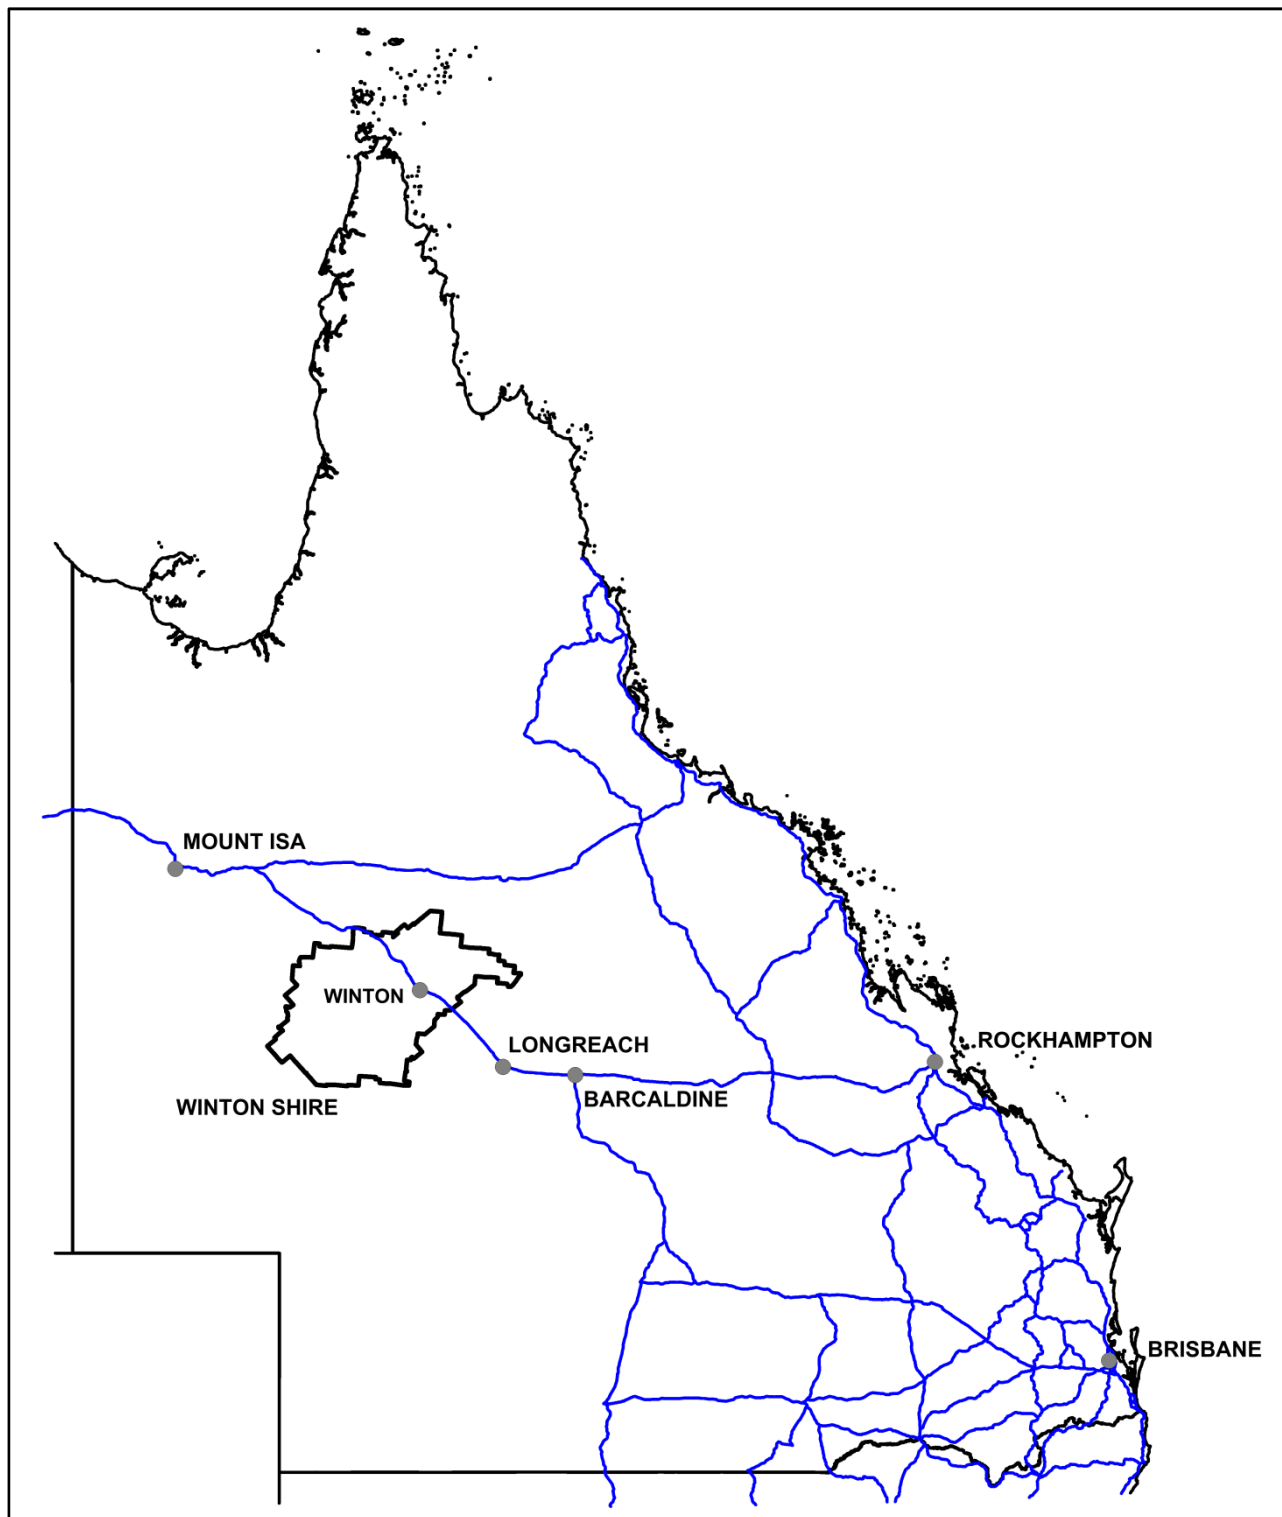 MOUNT ISA
WINTON
LONGREACH
ROCKHAMPTON
BARCALDINE
WINTON SHIRE
BRISBANE